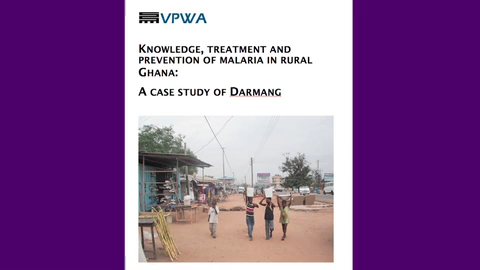 VPWA
KNOWLEDGE, TREATMENT AND
PREVENTION OF MALARIA IN RURAL
GHANA:
A CASE STUDY OF DARMANG